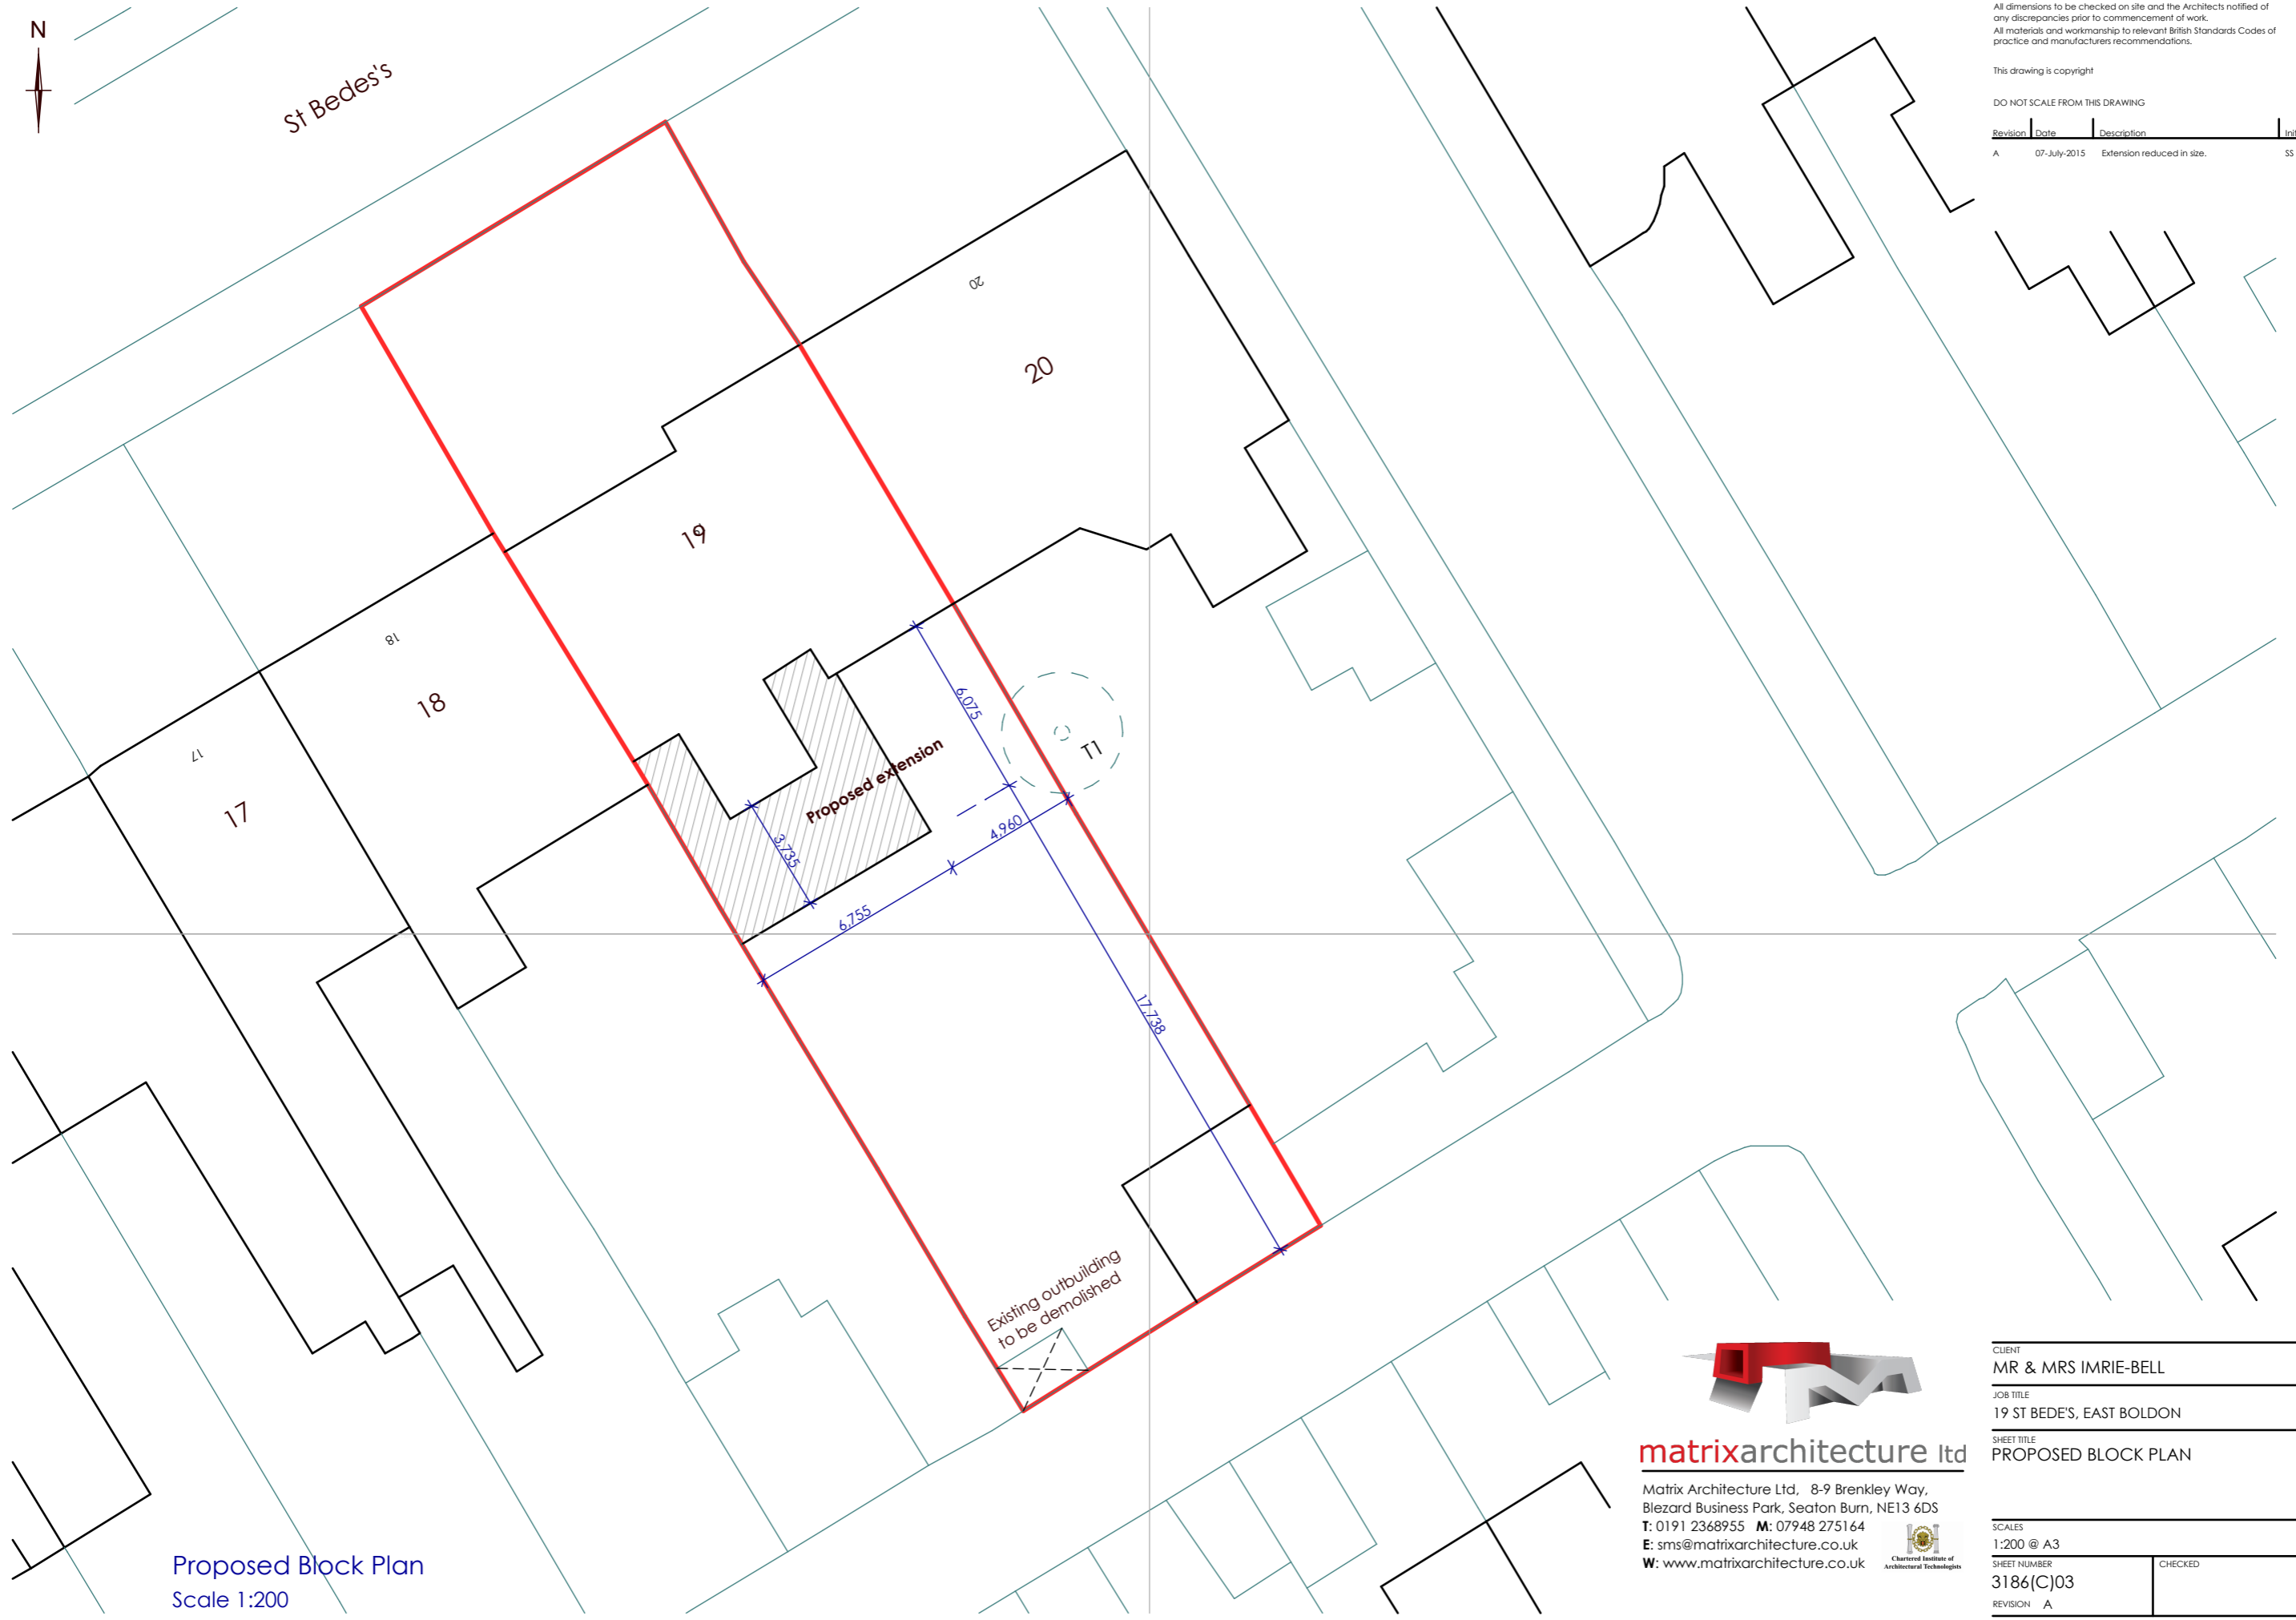 N
St Bedes's
All dimensions to be checked on site and the Architects notified of
any discrepancies prior to commencement of work.
All materials and workmanship to relevant British Standards Codes of
practice and manufacturers recommendations.
This drawing is copyright
DO NOT SCALE FROM THIS DRAWING
Revision Date Description
A 07-July-2015 Extension reduced in size. SS
20
20
19
18
18
17
17
6,075
T1
Proposed extension
3,735
4,960
6,755
17,738
Existing outbuilding
to be demolished
matrixarchitecture ltd
Matrix Architecture Ltd, 8-9 Brenkley Way,
Blezard Business Park, Seaton Burn, NE13 6DS
T: 0191 2368955 M: 07948 275164
E: sms@matrixarchitecture.co.uk
W: www.matrixarchitecture.co.uk
Chartered Institute of
Architectural Technologists
CLIENT
MR & MRS IMRIE-BELL
JOB TITLE
19 ST BEDE'S, EAST BOLDON
SHEET TITLE
PROPOSED BLOCK PLAN
SCALES
1:200 @ A3
SHEET NUMBER CHECKED
3186(C)03
REVISION A
Proposed Block Plan
Scale 1:200